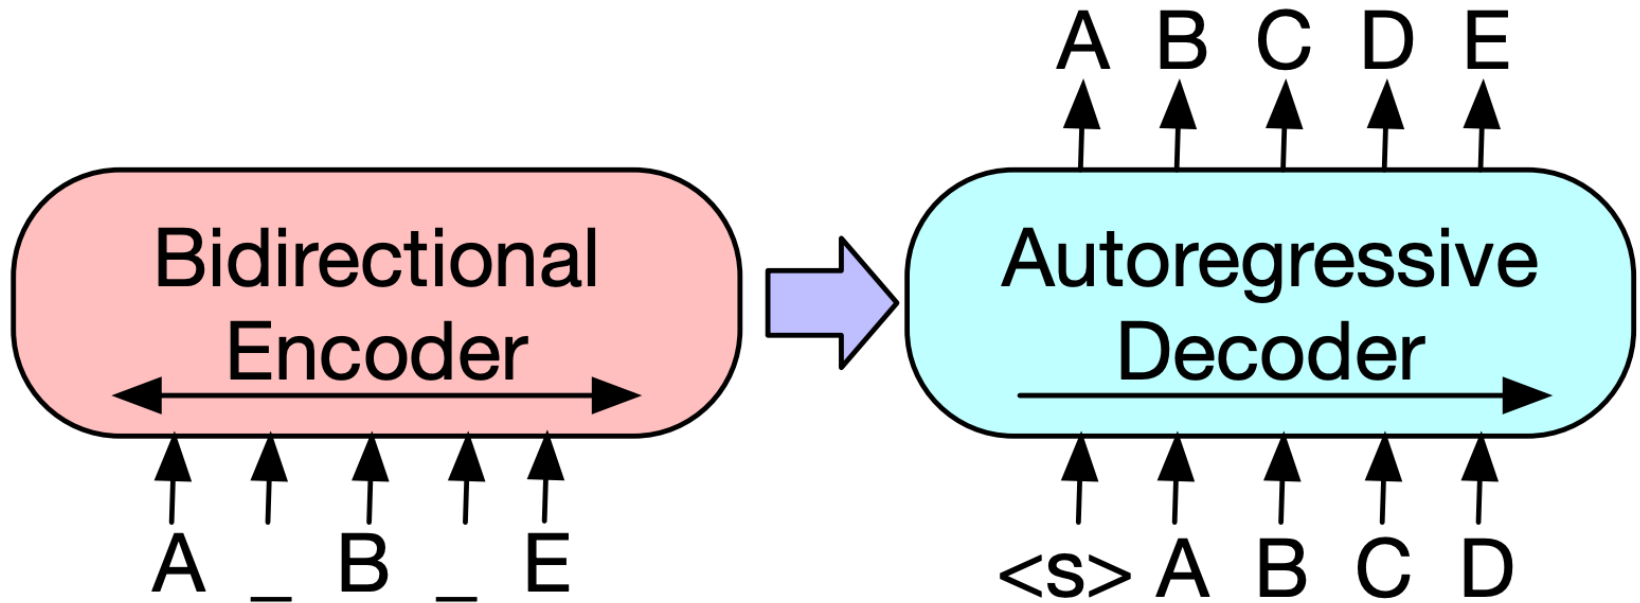 A B C D E
Bidirectional
Encoder
Autoregressive
Decoder
A _ B _ E
<s> A B C D